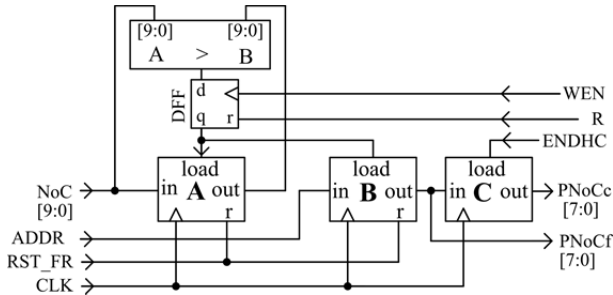 [9:0] [9:0]
A > B
DFF
d
q r
WEN
R
ENDHC
load load load
NoC in A out in B out in C out PNoCc
[9:0] r r [7:0]
ADDR PNoCf
RST_FR [7:0]
CLK